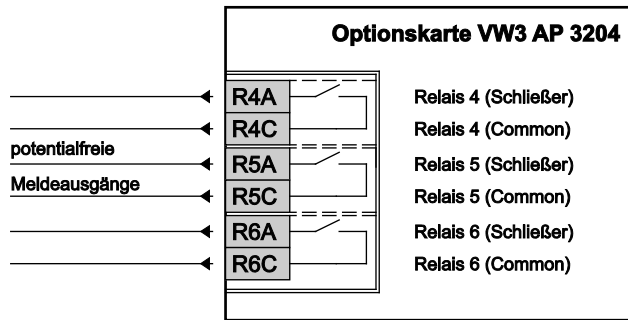 Optionskarte VW3 AP 3204
R4A Relais 4 (Schließer)
R4C Relais 4 (Common)
potentialfreie
R5A Relais 5 (Schließer)
Meldeausgänge
R5C Relais 5 (Common)
R6A Relais 6 (Schließer)
R6C Relais 6 (Common)